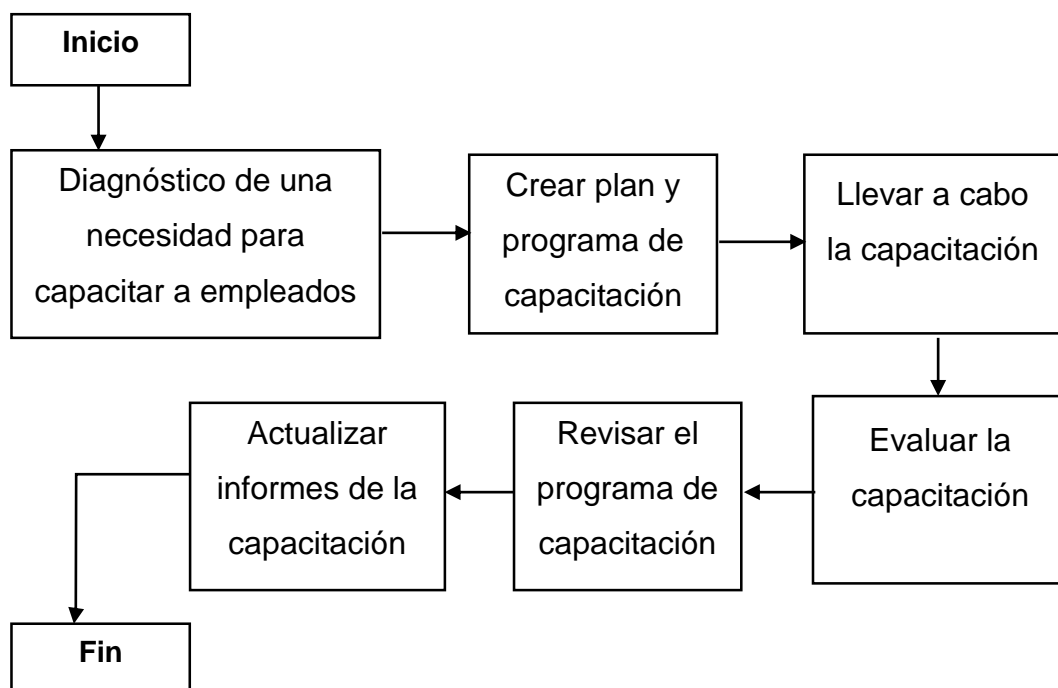 Inicio
Diagnóstico de una
necesidad para
capacitar a empleados
Crear plan y
programa de
capacitación
Llevar a cabo
la capacitación
Evaluar la
capacitación
Revisar el
programa de
capacitación
Actualizar
informes de la
capacitación
Fin